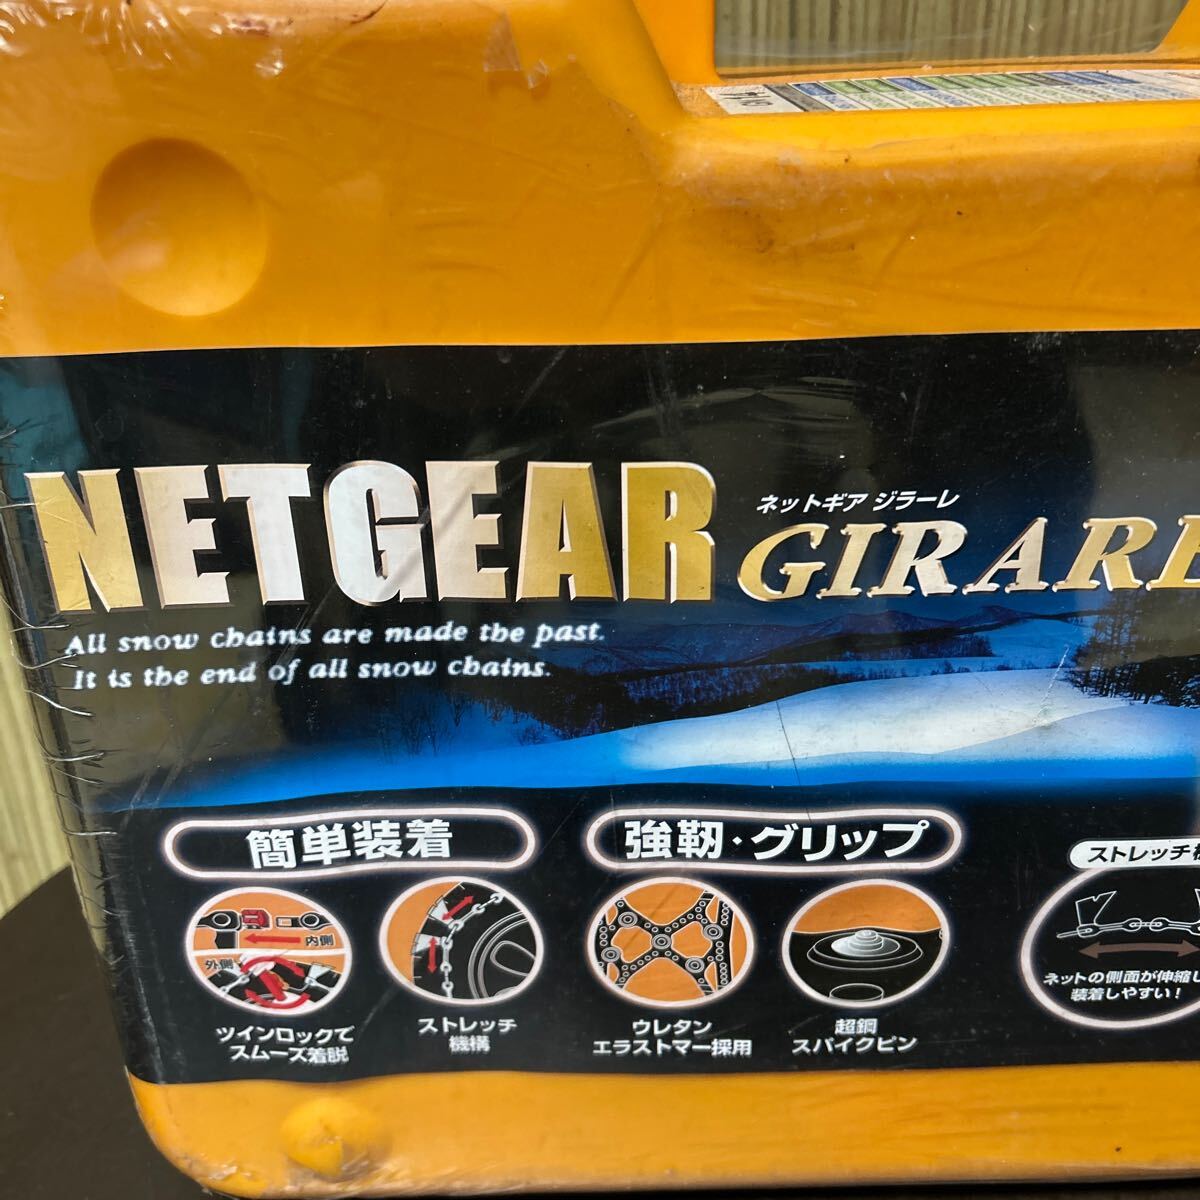 NETGEAR
ネットギア ジラーレ
GIRARE
All snow chains are made the past.
It is the end of all snow chains.
簡単装着
強靭・グリップ
ストレッチ機
内側
外側
ネットの側面が伸縮し
装着しやすい!
ツインロックで
スムーズ着脱
ストレッチ
機構
ウレタン
エラストマー採用
超鋼
スパイクピン